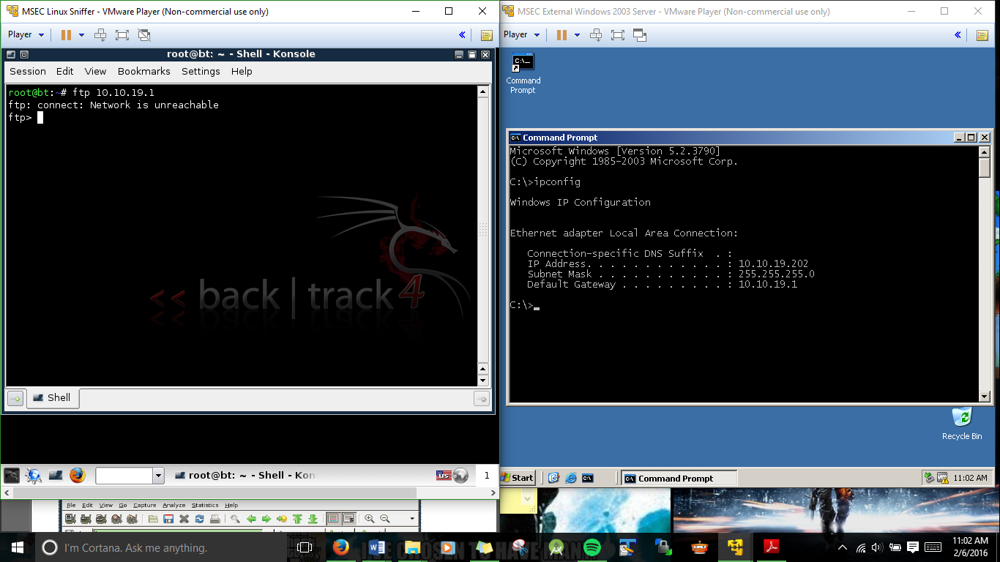 MSEC Linux Sniffer - VMware Player (Non-commercial use only)
Player
root@bt: ~ - Shell - Konsole
Session Edit View Bookmarks Settings Help
root@bt:~# ftp 10.10.19.1
ftp: connect: Network is unreachable
ftp>
<< back | track 4
Shell
root@bt: ~ - Shell - Kon
1
MSEC External Windows 2003 Server - VMware Player (Non-commercial use only)
Player
Command
Prompt
Command Prompt
Microsoft Windows [Version 5.2.3790]
(C) Copyright 1985-2003 Microsoft Corp.
C:\>ipconfig
Windows IP Configuration
Ethernet adapter Local Area Connection:
Connection-specific DNS Suffix . :
IP Address. . . . . . . . . . . . : 10.10.19.202
Subnet Mask . . . . . . . . . . . : 255.255.255.0
Default Gateway . . . . . . . . . : 10.10.19.1
C:\>
Recycle Bin
Start
Command Prompt
11:02 AM
File Edit View Go Capture Analyze Statistics Help
I'm Cortana. Ask me anything.
11:02 AM
2/6/2016